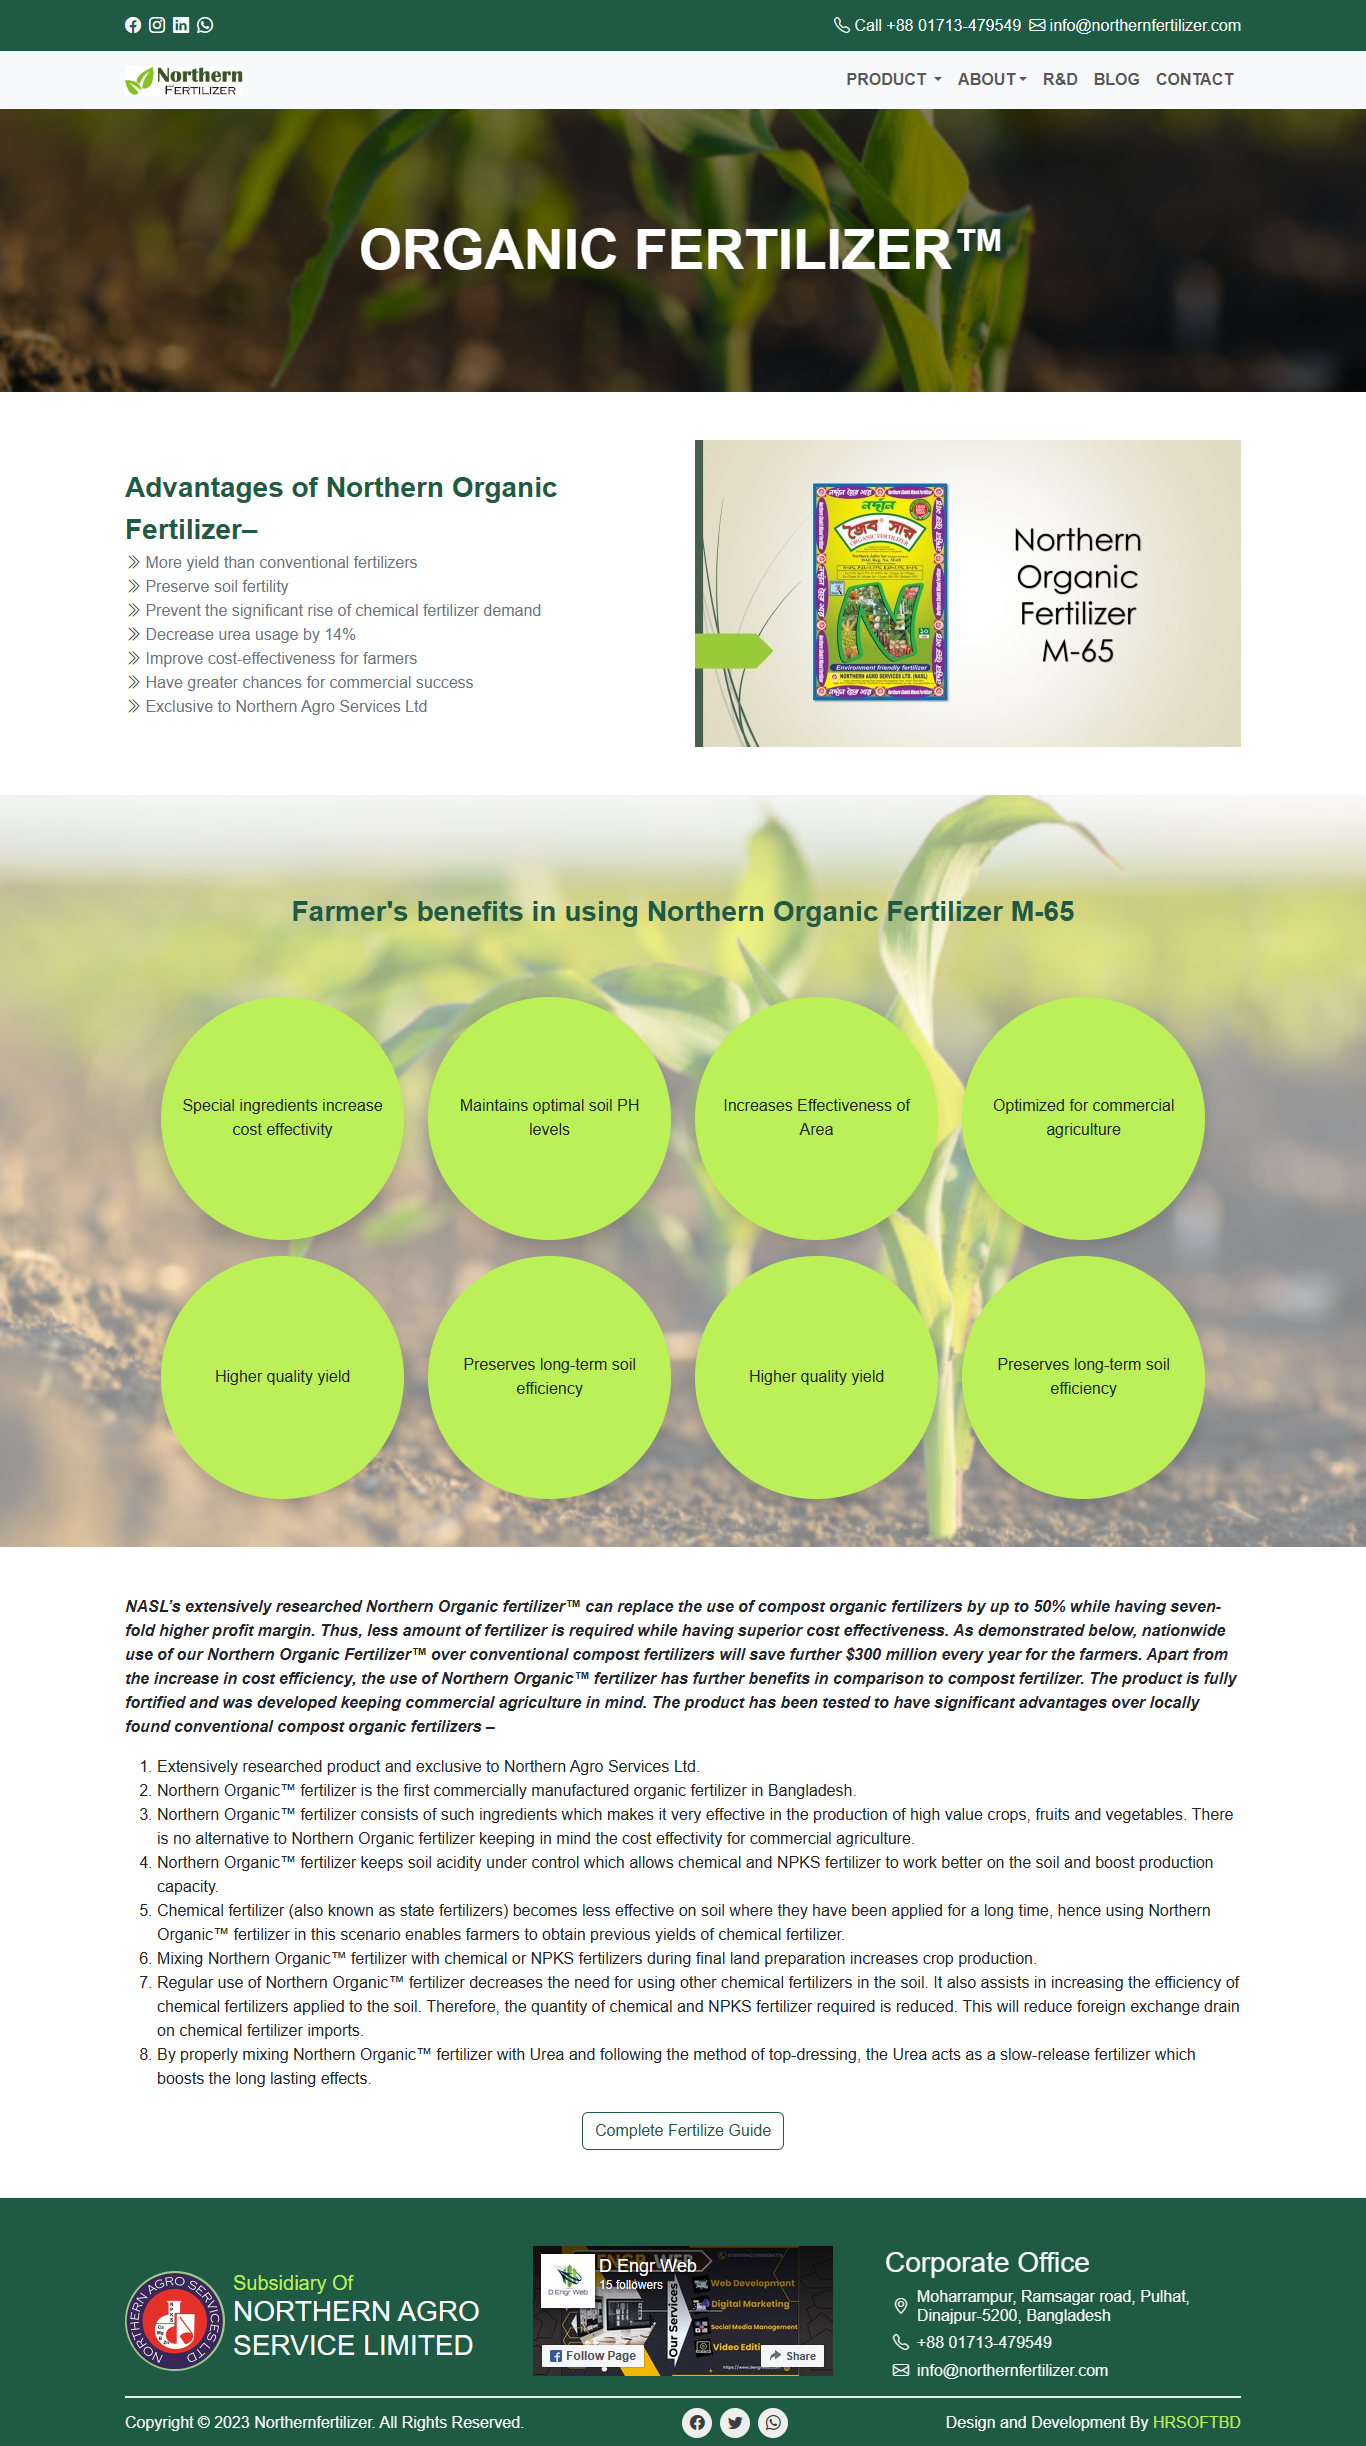 Call +88 01713-479549 info@northernfertilizer.com
Northern
FERTILIZER
PRODUCT ABOUT R&D BLOG CONTACT
ORGANIC FERTILIZER™
Advantages of Northern Organic
Fertilizer–
More yield than conventional fertilizers
Preserve soil fertility
Prevent the significant rise of chemical fertilizer demand
Decrease urea usage by 14%
Improve cost-effectiveness for farmers
Have greater chances for commercial success
Exclusive to Northern Agro Services Ltd
নর্দান
জৈব সার
ORGANIC FERTILIZER
N
Environment friendly fertilizer
NORTHERN AGRO SERVICES LTD. (NASL)
Northern
Organic
Fertilizer
M-65
Farmer's benefits in using Northern Organic Fertilizer M-65
Special ingredients increase
cost effectivity
Maintains optimal soil PH
levels
Increases Effectiveness of
Area
Optimized for commercial
agriculture
Higher quality yield
Preserves long-term soil
efficiency
Higher quality yield
Preserves long-term soil
efficiency
NASL’s extensively researched Northern Organic fertilizer™ can replace the use of compost organic fertilizers by up to 50% while having seven-
fold higher profit margin. Thus, less amount of fertilizer is required while having superior cost effectiveness. As demonstrated below, nationwide
use of our Northern Organic Fertilizer™ over conventional compost fertilizers will save further $300 million every year for the farmers. Apart from
the increase in cost efficiency, the use of Northern Organic™ fertilizer has further benefits in comparison to compost fertilizer. The product is fully
fortified and was developed keeping commercial agriculture in mind. The product has been tested to have significant advantages over locally
found conventional compost organic fertilizers –
1. Extensively researched product and exclusive to Northern Agro Services Ltd.
2. Northern Organic™ fertilizer is the first commercially manufactured organic fertilizer in Bangladesh.
3. Northern Organic™ fertilizer consists of such ingredients which makes it very effective in the production of high value crops, fruits and vegetables. There
is no alternative to Northern Organic fertilizer keeping in mind the cost effectivity for commercial agriculture.
4. Northern Organic™ fertilizer keeps soil acidity under control which allows chemical and NPKS fertilizer to work better on the soil and boost production
capacity.
5. Chemical fertilizer (also known as state fertilizers) becomes less effective on soil where they have been applied for a long time, hence using Northern
Organic™ fertilizer in this scenario enables farmers to obtain previous yields of chemical fertilizer.
6. Mixing Northern Organic™ fertilizer with chemical or NPKS fertilizers during final land preparation increases crop production.
7. Regular use of Northern Organic™ fertilizer decreases the need for using other chemical fertilizers in the soil. It also assists in increasing the efficiency of
chemical fertilizers applied to the soil. Therefore, the quantity of chemical and NPKS fertilizer required is reduced. This will reduce foreign exchange drain
on chemical fertilizer imports.
8. By properly mixing Northern Organic™ fertilizer with Urea and following the method of top-dressing, the Urea acts as a slow-release fertilizer which
boosts the long lasting effects.
Complete Fertilize Guide
NORTHERN AGRO SERVICES LTD
Subsidiary Of
NORTHERN AGRO
SERVICE LIMITED
D Engr Web
15 followers
D Engr Web
Our Services
Web Development
Digital Marketing
Social Media Management
Follow Page
Share
Corporate Office
Moharrampur, Ramsagar road, Pulhat,
Dinajpur-5200, Bangladesh
+88 01713-479549
info@northernfertilizer.com
Copyright © 2023 Northernfertilizer. All Rights Reserved.
Design and Development By HRSOFTBD